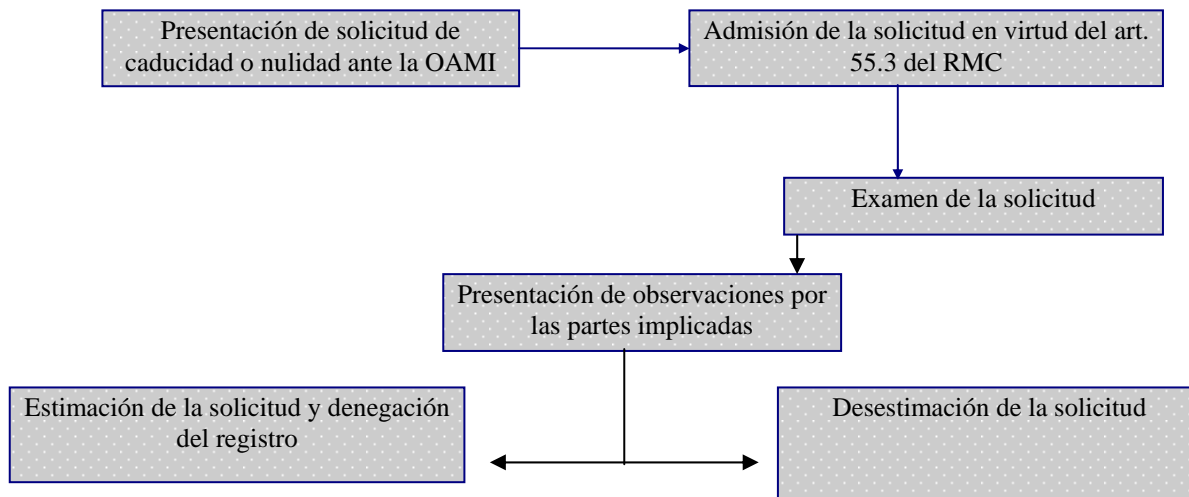 Presentación de solicitud de
caducidad o nulidad ante la OAMI
Admisión de la solicitud en virtud del art.
55.3 del RMC
Examen de la solicitud
Presentación de observaciones por
las partes implicadas
Estimación de la solicitud y denegación
del registro
Desestimación de la solicitud